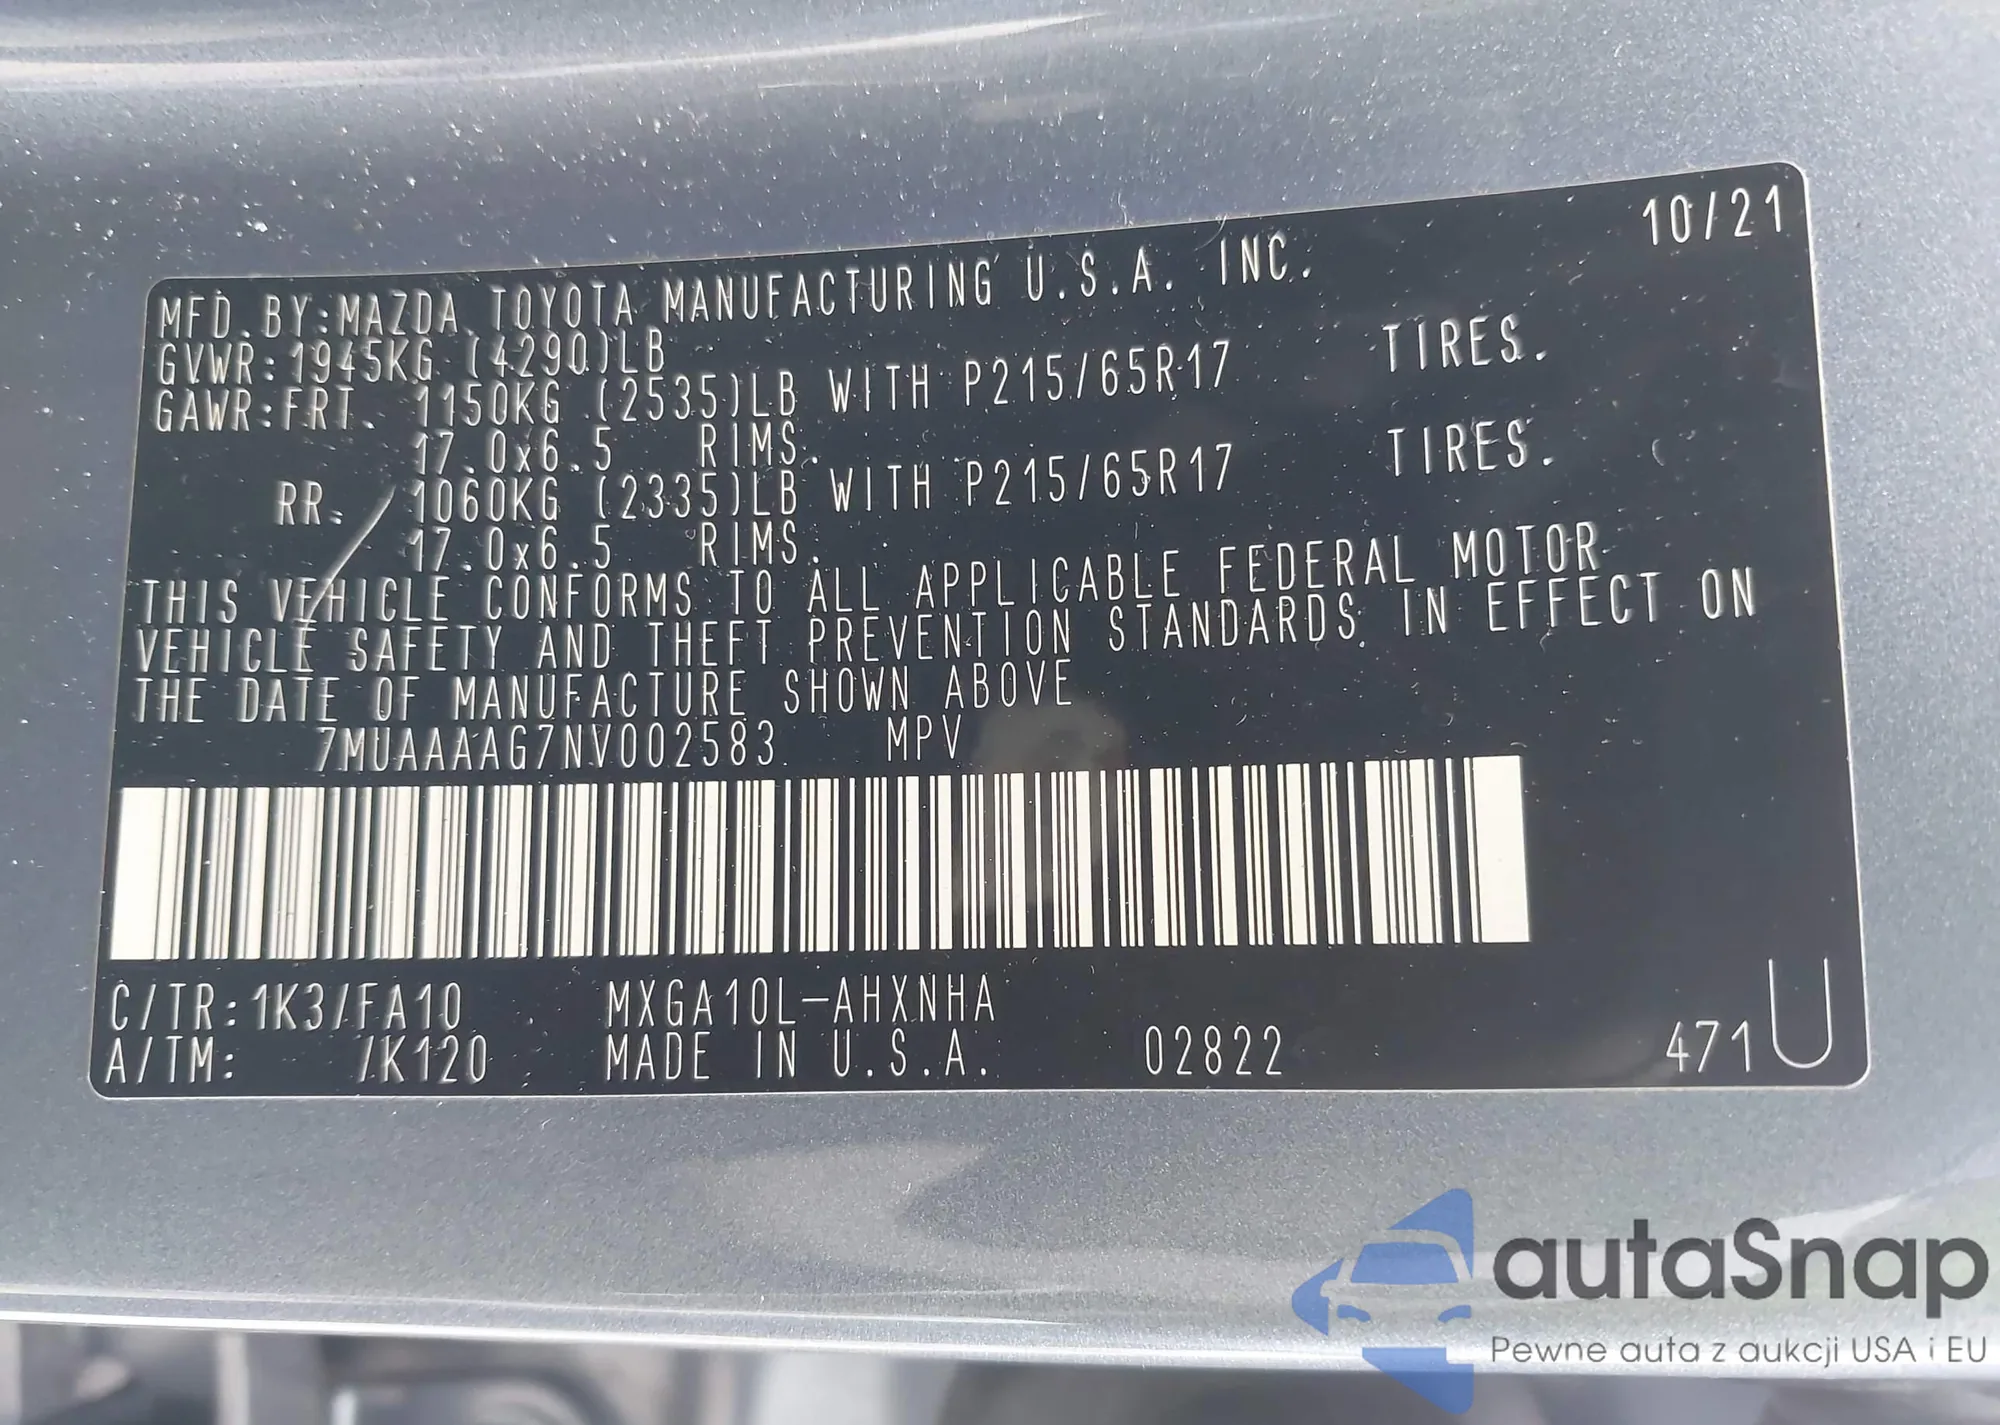 10/21
MFD.BY:MAZDA TOYOTA MANUFACTURING U.S.A. INC.
GVWR:1945KG (4290)LB
GAWR:FRT. 1150KG (2535)LB WITH P215/65R17 TIRES.
17.0x6.5 RIMS.
RR. 1060KG (2335)LB WITH P215/65R17 TIRES.
17.0x6.5 RIMS.
THIS VEHICLE CONFORMS TO ALL APPLICABLE FEDERAL MOTOR
VEHICLE SAFETY AND THEFT PREVENTION STANDARDS IN EFFECT ON
THE DATE OF MANUFACTURE SHOWN ABOVE
7MUAAAAG7NV002583 MPV
C/TR:1K3/FA10 MXGA10L-AHXNHA
A/TM: /K120 MADE IN U.S.A. 02822 471U
autaSnap
Pewne auta z aukcji USA i EU